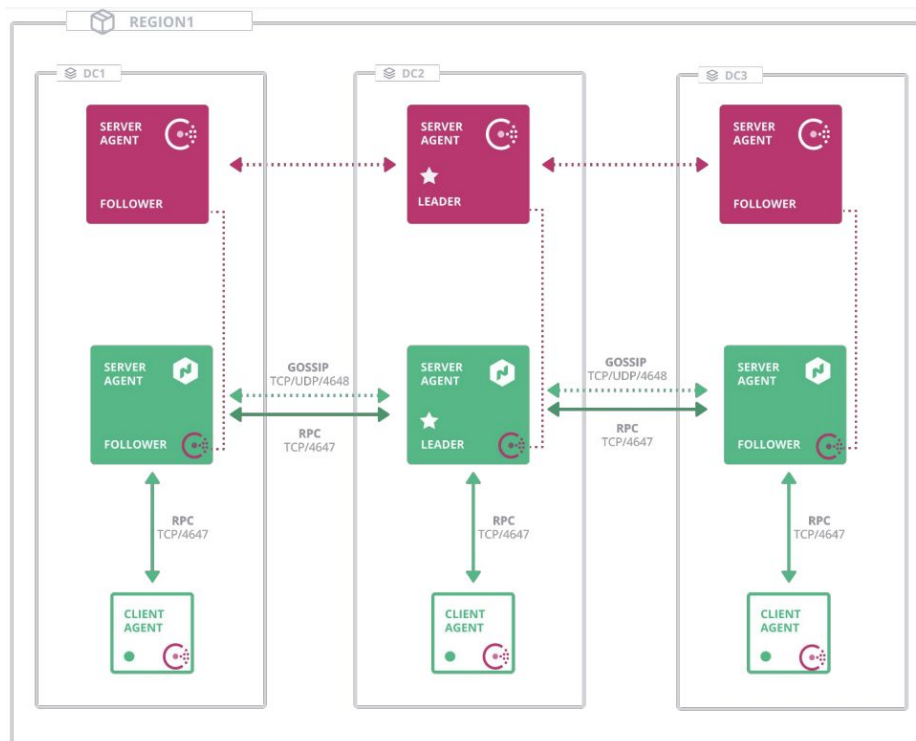 REGION1
DC1
DC2
DC3
SERVER
AGENT
FOLLOWER
SERVER
AGENT
LEADER
SERVER
AGENT
FOLLOWER
SERVER
AGENT
FOLLOWER
GOSSIP
TCP/UDP/4648
RPC
TCP/4647
SERVER
AGENT
LEADER
GOSSIP
TCP/UDP/4648
RPC
TCP/4647
SERVER
AGENT
FOLLOWER
RPC
TCP/4647
RPC
TCP/4647
RPC
TCP/4647
CLIENT
AGENT
CLIENT
AGENT
CLIENT
AGENT